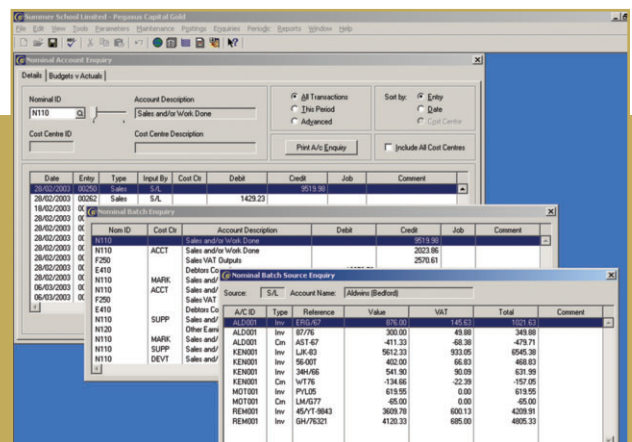 Summer School Limited - Pegasus Capital Gold
File Edit View Tools Parameters Maintenance Postings Enquiries Periodic Reports Window Help
Nominal Account Enquiry
Details Budgets v Actuals
Nominal ID Account Description All Transactions Sort by: Entry
N110 Sales and/or Work Done This Period Date
Advanced Cost Centre
Cost Centre ID Cost Centre Description
Print A/c Enquiry Include All Cost Centres
Date Entry Type Input By Cost Ctr Debit Credit Job Comment
28/02/2003 00250 Sales S/L 9519.98
28/02/2003 00262 Sales S/L 1429.23
18/02/2003
28/02/2003
28/02/2003
28/02/2003
28/02/2003
28/02/2003
28/02/2003
28/02/2003
06/03/2003
06/03/2003
Nominal Batch Enquiry
Nom ID Cost Ctr Account Description Debit Credit Job Comment
N110 Sales and/or Work Done 9519.98
N110 ACCT Sales and/or Work Done 2023.86
F250 Sales VAT Outputs 2570.61
E410 Debtors
N110 MARK Sales and/
N110 ACCT Sales and/
F250 Sales VAT
E410 Debtors Co
N110 SUPP Sales and/
N120 Other Earni
N110 MARK Sales and/
N110 SUPP Sales and/
N110 DEVT Sales and/
Nominal Batch Source Enquiry
Source: S/L Account Name: Aldwins (Bedford)
A/C ID Type Reference Value VAT Total Comment
ALD001 Inv ERG/67 876.00 145.63 1021.63
ALD001 Inv 87/76 300.00 49.88 349.88
ALD001 Crn AST-67 -411.33 -68.38 -479.71
KEN001 Inv LJK-83 5612.33 933.05 6545.38
KEN001 Inv 56-00T 402.00 66.83 468.83
KEN001 Inv 34H/66 541.90 90.09 631.99
KEN001 Crn WT76 -134.66 -22.39 -157.05
MOT001 Inv PYL05 619.55 0.00 619.55
MOT001 Crn LM/G77 -65.00 0.00 -65.00
REM001 Inv 45/YT-9843 3609.78 600.13 4209.91
REM001 Inv GH/76321 4120.33 685.00 4805.33